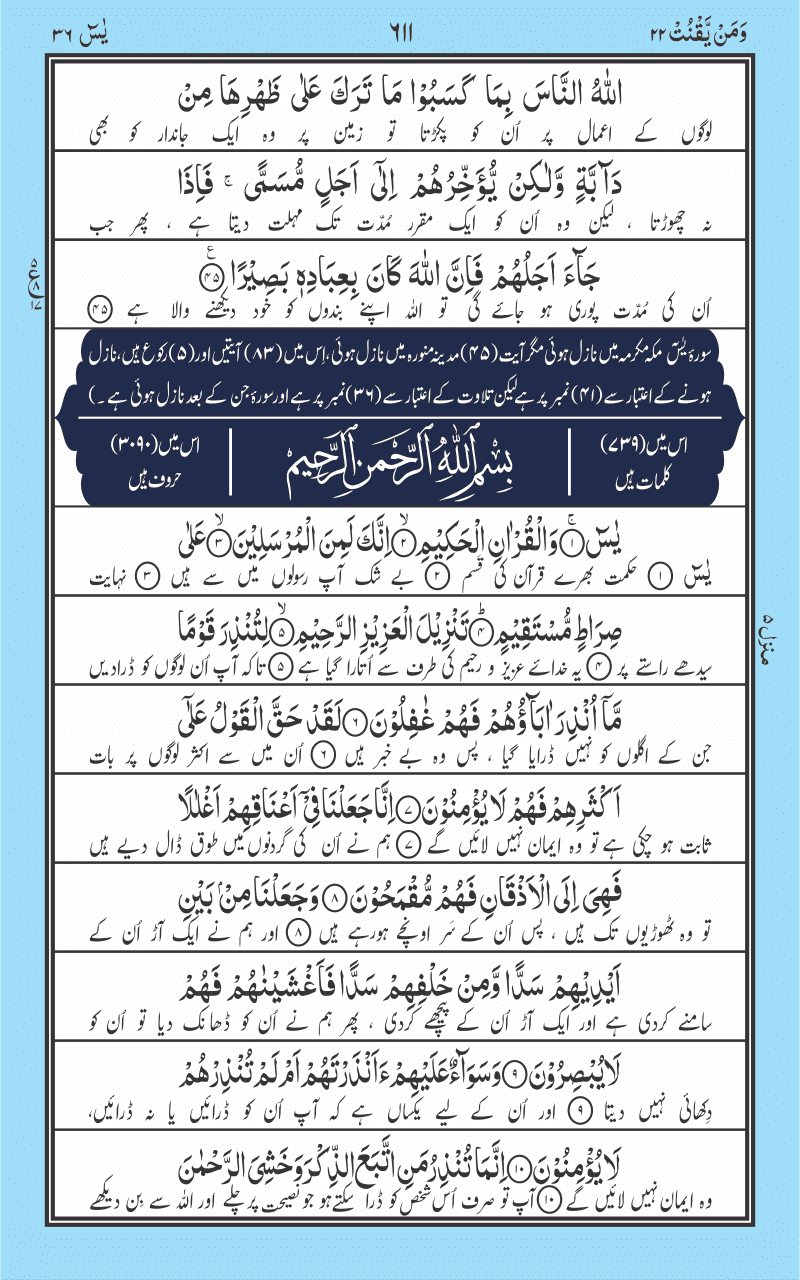 وَمَنْ يَّقْنُتْ ٢٢
٦١١
يٰسٓ ٣٦
اللّٰهُ النَّاسَ بِمَا كَسَبُوْا مَا تَرَكَ عَلٰى ظَهْرِهَا مِنْ
لوگوں کے اعمال پر اُن کو پکڑتا تو زمین پر وہ ایک جاندار کو بھی
دَآبَّةٍ وَّلٰكِنْ يُّؤَخِّرُهُمْ اِلٰٓى اَجَلٍ مُّسَمًّى ۚ فَاِذَا
نہ چھوڑتا ، لیکن وہ اُن کو ایک مقرر مُدّت تک مہلت دیتا ہے ، پھر جب
جَآءَ اَجَلُهُمْ فَاِنَّ اللّٰهَ كَانَ بِعِبَادِهٖ بَصِيْرًا ﴿٤٥﴾ ع
اُن کی مُدّت پوری ہو جائے گی تو اللہ اپنے بندوں کو خود دیکھنے والا ہے ﴿٤٥﴾
سورۂ یٰسٓ مکہ مکرمہ میں نازل ہوئی مگر آیت (۴۵) مدینہ منورہ میں نازل ہوئی، اِس میں (۸۳) آیتیں اور (۵) رکوع ہیں، نازل
ہونے کے اعتبار سے (۴۱) نمبر پر ہے لیکن تلاوت کے اعتبار سے (۳۶) نمبر پر ہے اور سورۂ جن کے بعد نازل ہوئی ہے ۔)
اس میں (۷۳۹)
کلمات ہیں
بِسْمِ اللّٰهِ الرَّحْمٰنِ الرَّحِيْمِ
اس میں (۳۰۹۰)
حروف ہیں
يٰسٓ ۚ﴿١﴾ وَالْقُرْاٰنِ الْحَكِيْمِ ۙ﴿٢﴾ اِنَّكَ لَمِنَ الْمُرْسَلِيْنَ ۙ﴿٣﴾ عَلٰى
یٰسٓ ﴿١﴾ حکمت بھرے قرآن کی قسم ﴿٢﴾ بے شک آپ رسولوں میں سے ہیں ﴿٣﴾ نہایت
صِرَاطٍ مُّسْتَقِيْمٍ ؕ﴿٤﴾ تَنْزِيْلَ الْعَزِيْزِ الرَّحِيْمِ ۙ﴿٥﴾ لِتُنْذِرَ قَوْمًا
سیدھے راستے پر ﴿٤﴾ یہ خدائے عزیز و رحیم کی طرف سے اُتارا گیا ہے ﴿٥﴾ تاکہ آپ اُن لوگوں کو ڈرادیں
مَّآ اُنْذِرَ اٰبَآؤُهُمْ فَهُمْ غٰفِلُوْنَ ﴿٦﴾ لَقَدْ حَقَّ الْقَوْلُ عَلٰٓى
جن کے اگلوں کو نہیں ڈرایا گیا ، پس وہ بے خبر ہیں ﴿٦﴾ اُن میں سے اکثر لوگوں پر بات
اَكْثَرِهِمْ فَهُمْ لَا يُؤْمِنُوْنَ ﴿٧﴾ اِنَّا جَعَلْنَا فِيْٓ اَعْنَاقِهِمْ اَغْلٰلًا
ثابت ہو چکی ہے تو وہ ایمان نہیں لائیں گے ﴿٧﴾ ہم نے اُن کی گردنوں میں طوق ڈال دیے ہیں
فَهِىَ اِلَى الْاَذْقَانِ فَهُمْ مُّقْمَحُوْنَ ﴿٨﴾ وَجَعَلْنَا مِنْۢ بَيْنِ
تو وہ ٹھوڑیوں تک ہیں ، پس اُن کے سَر اونچے ہورہے ہیں ﴿٨﴾ اور ہم نے ایک آڑ اُن کے
اَيْدِيْهِمْ سَدًّا وَّمِنْ خَلْفِهِمْ سَدًّا فَاَغْشَيْنٰهُمْ فَهُمْ
سامنے کردی ہے اور ایک آڑ اُن کے پیچھے کردی ، پھر ہم نے اُن کو ڈھانک دیا تو اُن کو
لَا يُبْصِرُوْنَ ﴿٩﴾ وَسَوَآءٌ عَلَيْهِمْ ءَاَنْذَرْتَهُمْ اَمْ لَمْ تُنْذِرْهُمْ
دِکھائی نہیں دیتا ﴿٩﴾ اور اُن کے لیے یکساں ہے کہ آپ اُن کو ڈرائیں یا نہ ڈرائیں،
لَا يُؤْمِنُوْنَ ﴿١٠﴾ اِنَّمَا تُنْذِرُ مَنِ اتَّبَعَ الذِّكْرَ وَخَشِىَ الرَّحْمٰنَ
وہ ایمان نہیں لائیں گے ﴿١٠﴾ آپ تو صرف اُس شخص کو ڈرا سکتے ہو جو نصیحت پر چلے اور اللہ سے بِن دیکھے
منزل ٥